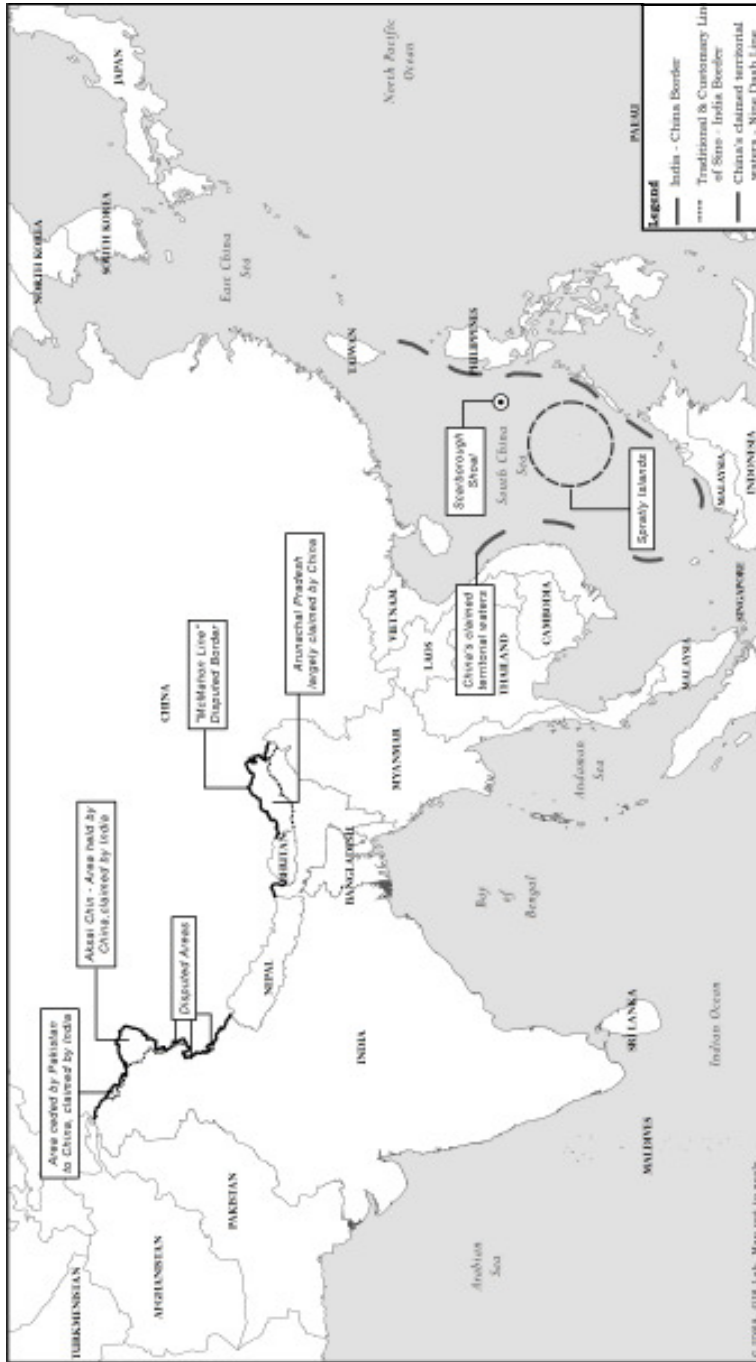 TURKMENISTAN
AFGHANISTAN
PAKISTAN
Area ceded by Pakistan
to China, claimed by India
Aksai Chin - Area held by
China, claimed by India
Disputed Areas
CHINA
"McMahon Line"
Disputed Border
Arunachal Pradesh
largely claimed by China
NORTH KOREA
SOUTH KOREA
JAPAN
East China
Sea
North Pacific
Ocean
NEPAL
BHUTAN
BANGLADESH
INDIA
MYANMAR
VIETNAM
LAOS
THAILAND
CAMBODIA
China's claimed
territorial waters
Scarborough
Shoal
South China
Sea
Spratly Islands
TAIWAN
PHILIPPINES
PALAU
Arabian
Sea
MALDIVES
SRI LANKA
Indian Ocean
Bay
of
Bengal
Andaman
Sea
MALAYSIA
SINGAPORE
MALAYSIA
INDONESIA
Legend
India - China Border
Traditional & Customary Lin
of Sino - India Border
China's claimed territorial
waters - Nine Dash Line